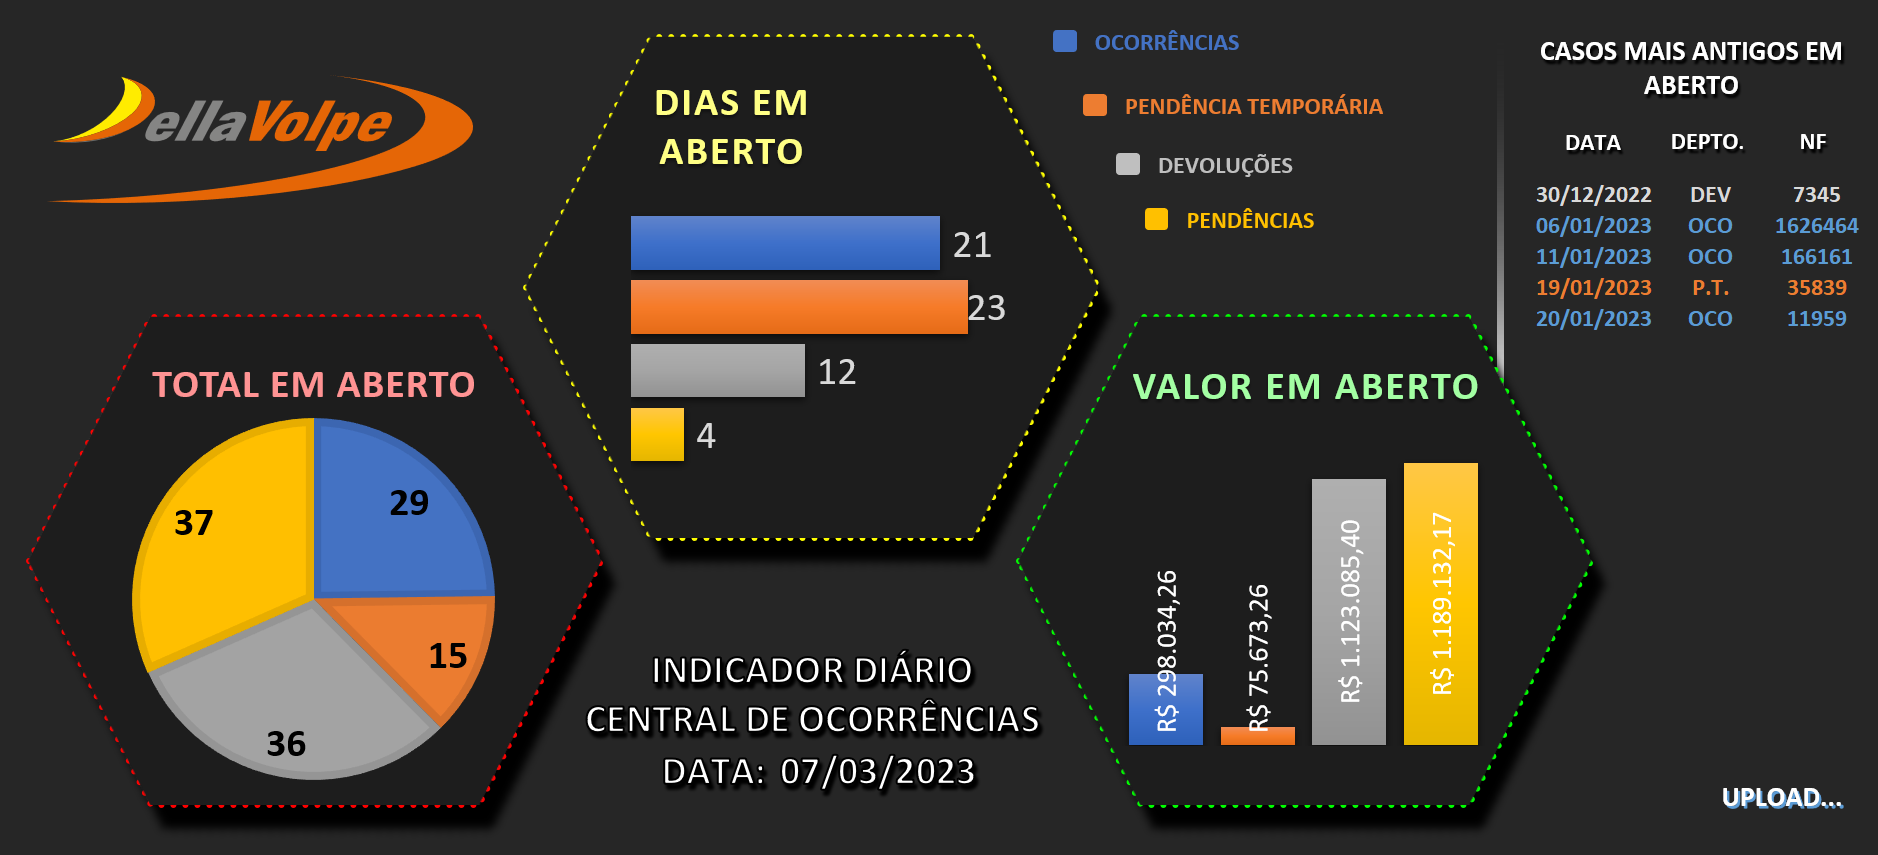 DellaVolpe
DIAS EM
ABERTO
21
23
12
4
OCORRÊNCIAS
PENDÊNCIA TEMPORÁRIA
DEVOLUÇÕES
PENDÊNCIAS
CASOS MAIS ANTIGOS EM
ABERTO
DATA DEPTO. NF
30/12/2022 DEV 7345
06/01/2023 OCO 1626464
11/01/2023 OCO 166161
19/01/2023 P.T. 35839
20/01/2023 OCO 11959
TOTAL EM ABERTO
29
37
15
36
VALOR EM ABERTO
R$ 298.034,26
R$ 75.673,26
R$ 1.123.085,40
R$ 1.189.132,17
INDICADOR DIÁRIO
CENTRAL DE OCORRÊNCIAS
DATA: 07/03/2023
UPLOAD...